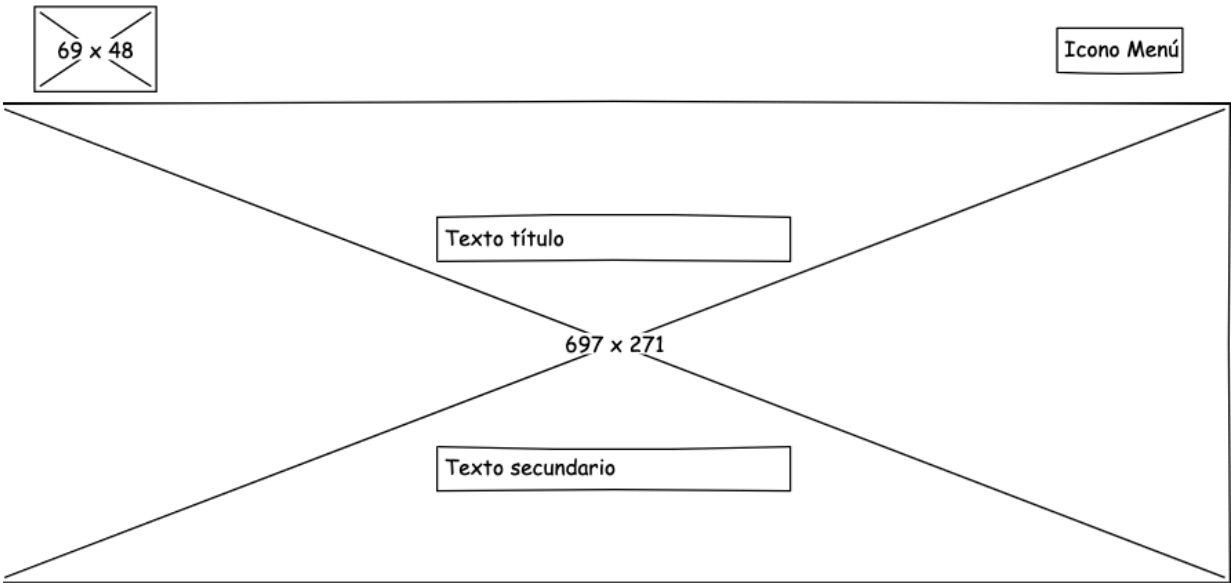 69 x 48
Icono Menú
Texto título
697 x 271
Texto secundario